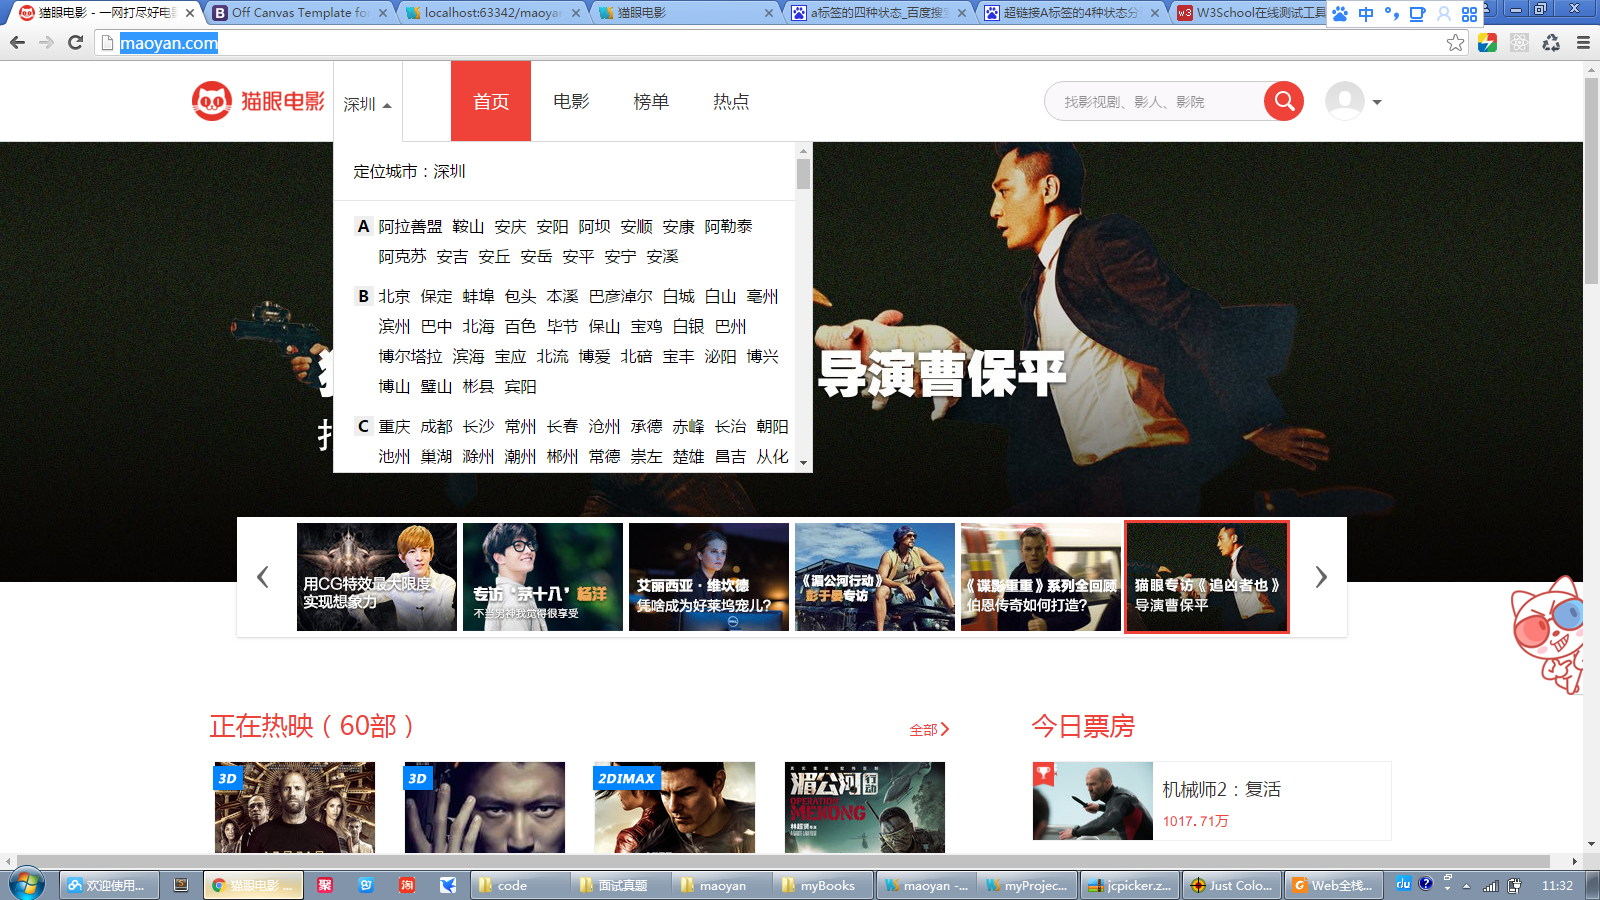 猫眼电影 - 一网打尽好电影
Off Canvas Template fo
localhost:63342/maoyan
猫眼电影
a标签的四种状态_百度搜
超链接A标签的4种状态分
W3School在线测试工具
中
maoyan.com
猫眼电影
深圳
首页
电影
榜单
热点
找影视剧、影人、影院
定位城市：深圳
A 阿拉善盟 鞍山 安庆 安阳 阿坝 安顺 安康 阿勒泰
阿克苏 安吉 安丘 安岳 安平 安宁 安溪
B 北京 保定 蚌埠 包头 本溪 巴彦淖尔 白城 白山 亳州
滨州 巴中 北海 百色 毕节 保山 宝鸡 白银 巴州
博尔塔拉 滨海 宝应 北流 博爱 北碚 宝丰 泌阳 博兴
博山 璧山 彬县 宾阳
C 重庆 成都 长沙 常州 长春 沧州 承德 赤峰 长治 朝阳
池州 巢湖 滁州 潮州 郴州 常德 崇左 楚雄 昌吉 从化
导演曹保平
用CG特效最大限度
实现想象力
专访‘茅十八’杨洋
不当男神我觉得很享受
艾丽西亚·维坎德
凭啥成为好莱坞宠儿?
《湄公河行动》
彭于晏专访
《谍影重重》系列全回顾
伯恩传奇如何打造?
猫眼专访《追凶者也》
导演曹保平
正在热映（60部）
全部
今日票房
3D
3D
2DIMAX
湄公河行动
OPERATION
MEKONG
机械师2：复活
1017.71万
欢迎使用...
猫眼电影 ...
聚
淘
code
面试真题
maoyan
myBooks
maoyan -...
myProjec...
jcpicker.z...
Just Colo...
Web全栈...
du
11:32